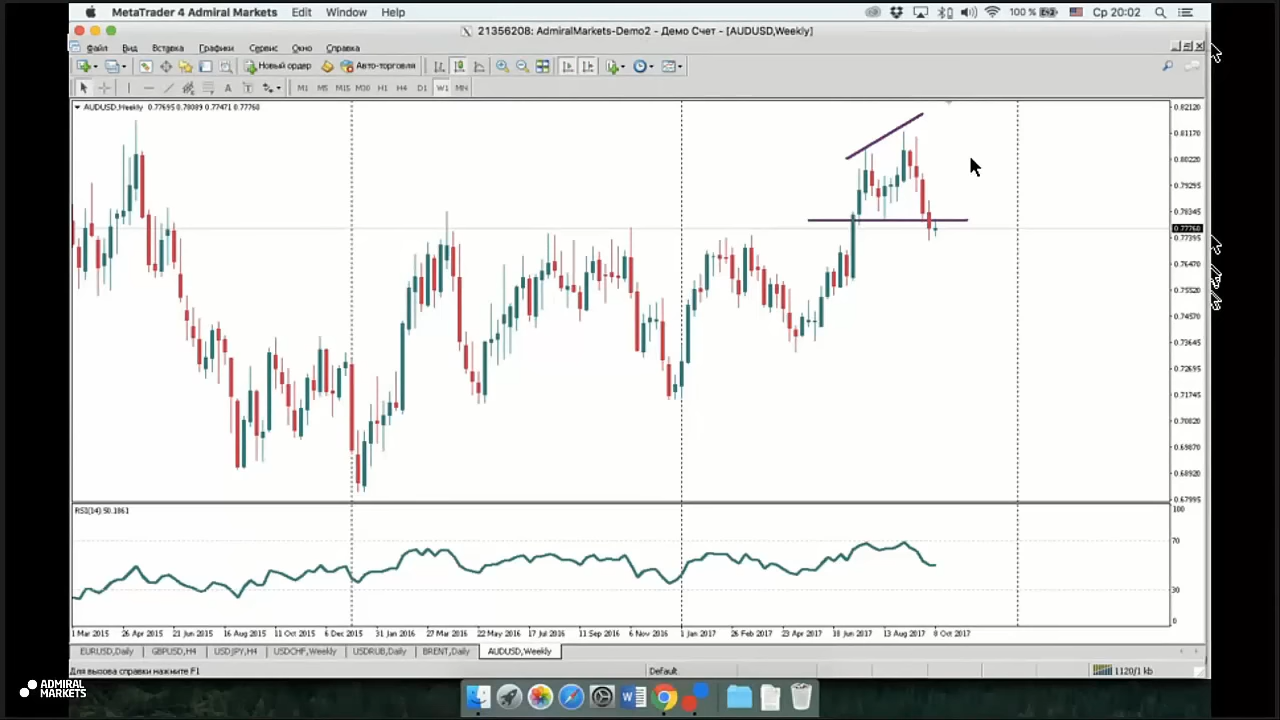 MetaTrader 4 Admiral Markets Edit Window Help 100 % Ср 20:02
21356208: AdmiralMarkets-Demo2 - Демо Счет - [AUDUSD,Weekly]
Файл Вид Вставка Графики Сервис Окно Справка
Новый ордер Авто-торговля
A T M1 M5 M15 M30 H1 H4 D1 W1 MN
AUDUSD,Weekly 0.77695 0.78089 0.77471 0.77760
0.82120
0.81170
0.80220
0.79295
0.78345
0.77760
0.77395
0.76470
0.75520
0.74570
0.73645
0.72695
0.71745
0.70820
0.69870
0.68920
0.67995
RSI(14) 50.1861
100
70
30
0
1 Mar 2015 26 Apr 2015 21 Jun 2015 16 Aug 2015 11 Oct 2015 6 Dec 2015 31 Jan 2016 27 Mar 2016 22 May 2016 17 Jul 2016 11 Sep 2016 6 Nov 2016 1 Jan 2017 26 Feb 2017 23 Apr 2017 18 Jun 2017 13 Aug 2017 8 Oct 2017
EURUSD,Daily GBPUSD,H4 USDJPY,H4 USDCHF,Weekly USDRUB,Daily BRENT,Daily AUDUSD,Weekly
Для вызова справки нажмите F1 Default 1120/1 kb
ADMIRAL
MARKETS